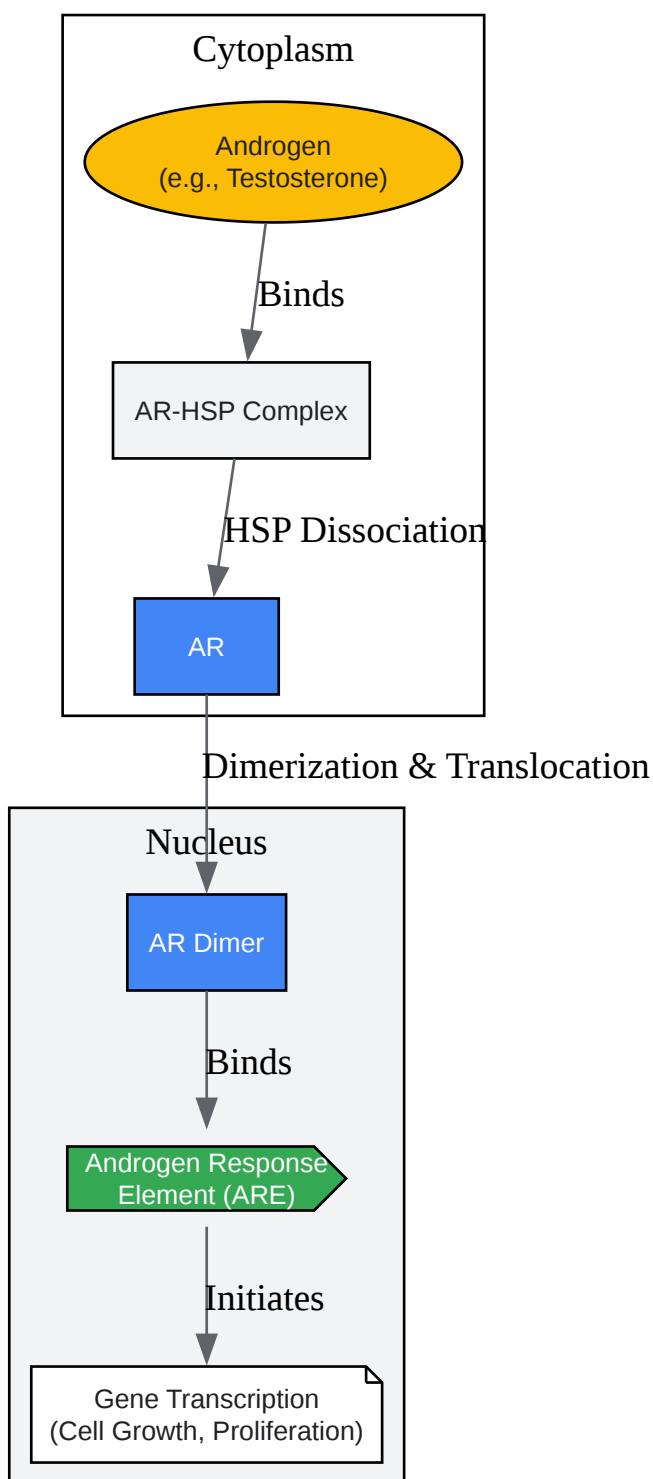 Cytoplasm
Androgen
(e.g., Testosterone)
Binds
AR-HSP Complex
HSP Dissociation
AR
Dimerization & Translocation
Nucleus
AR Dimer
Binds
Androgen Response
Element (ARE)
Initiates
Gene Transcription
(Cell Growth, Proliferation)